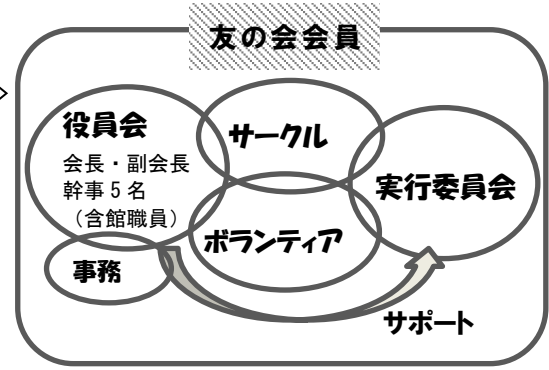 友の会会員
役員会
会長・副会長
幹事5名
（含館職員）
事務
サークル
ボランティア
実行委員会
サポート